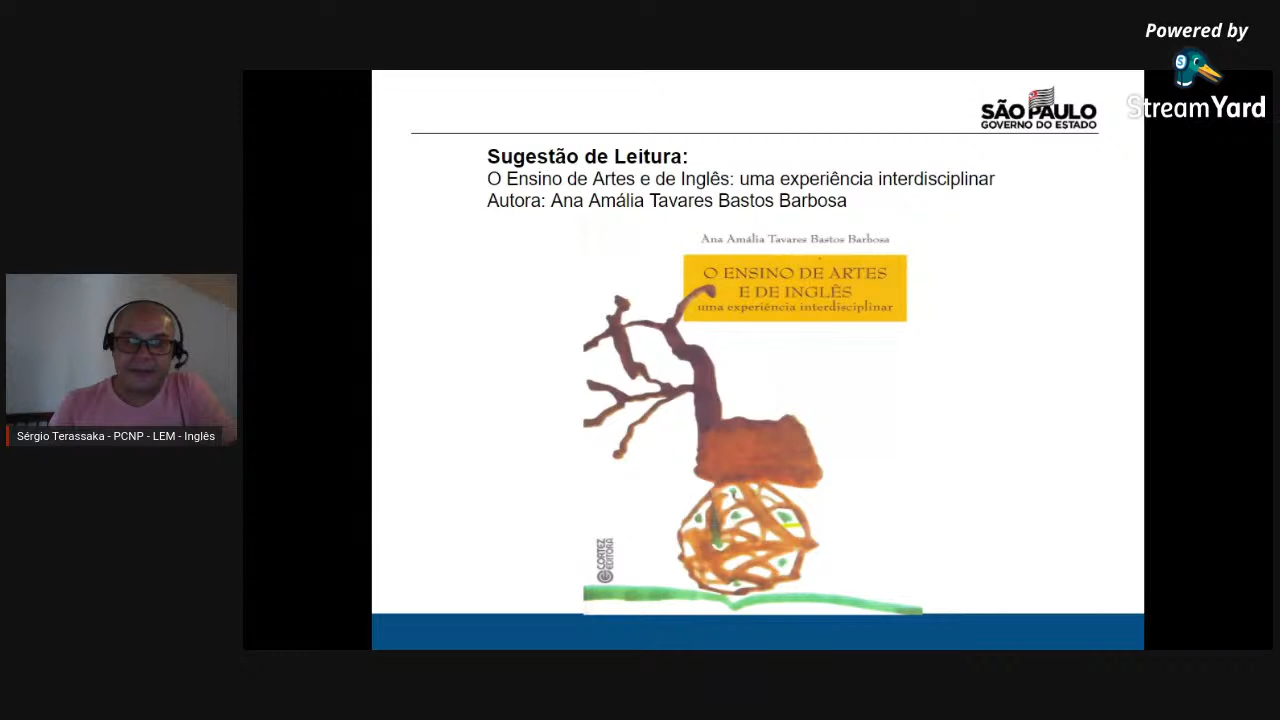 Powered by
StreamYard
SÃO PAULO
GOVERNO DO ESTADO
Sugestão de Leitura:
O Ensino de Artes e de Inglês: uma experiência interdisciplinar
Autora: Ana Amália Tavares Bastos Barbosa
Ana Amália Tavares Bastos Barbosa
O ENSINO DE ARTES
E DE INGLÊS
uma experiência interdisciplinar
CORTEZ
EDITORA
Sérgio Terassaka - PCNP - LEM - Inglês